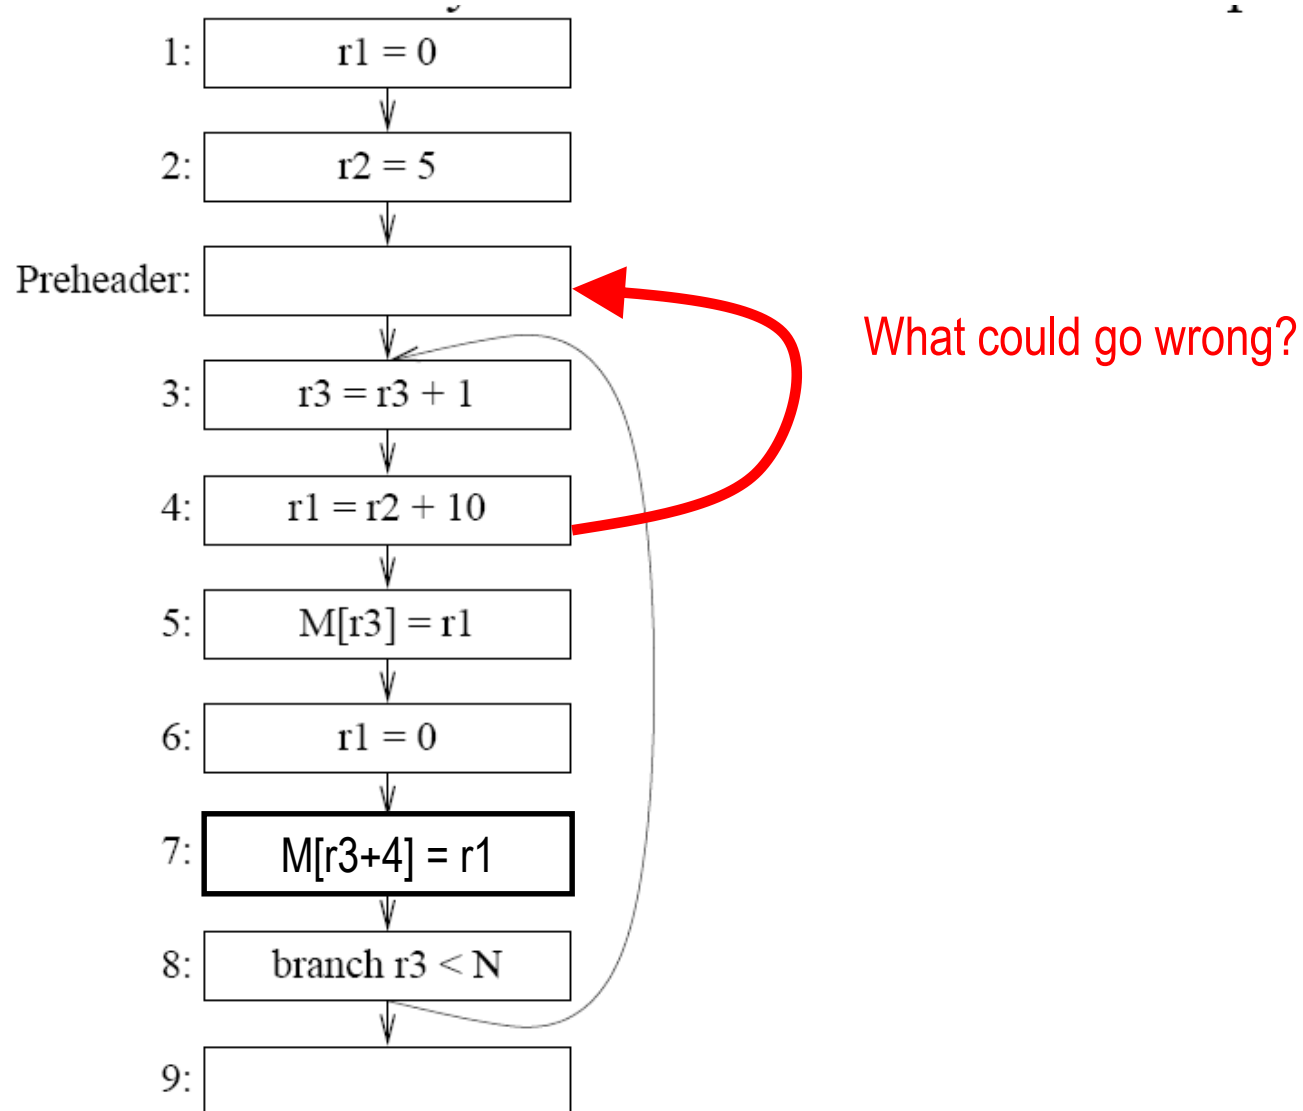 1: r1 = 0
2: r2 = 5
Preheader:
What could go wrong?
3: r3 = r3 + 1
4: r1 = r2 + 10
5: M[r3] = r1
6: r1 = 0
7: M[r3+4] = r1
8: branch r3 < N
9: